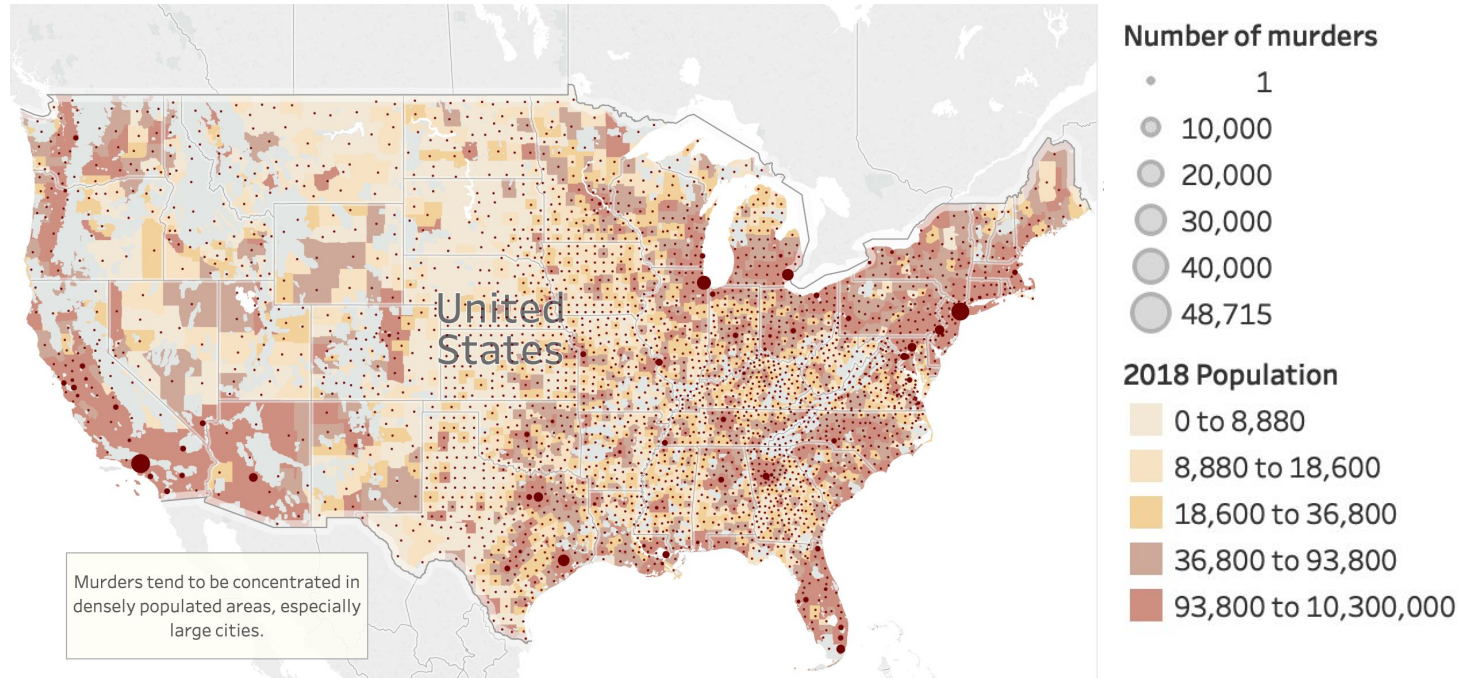 United
States
Murders tend to be concentrated in
densely populated areas, especially
large cities.
Number of murders
1
10,000
20,000
30,000
40,000
48,715
2018 Population
0 to 8,880
8,880 to 18,600
18,600 to 36,800
36,800 to 93,800
93,800 to 10,300,000